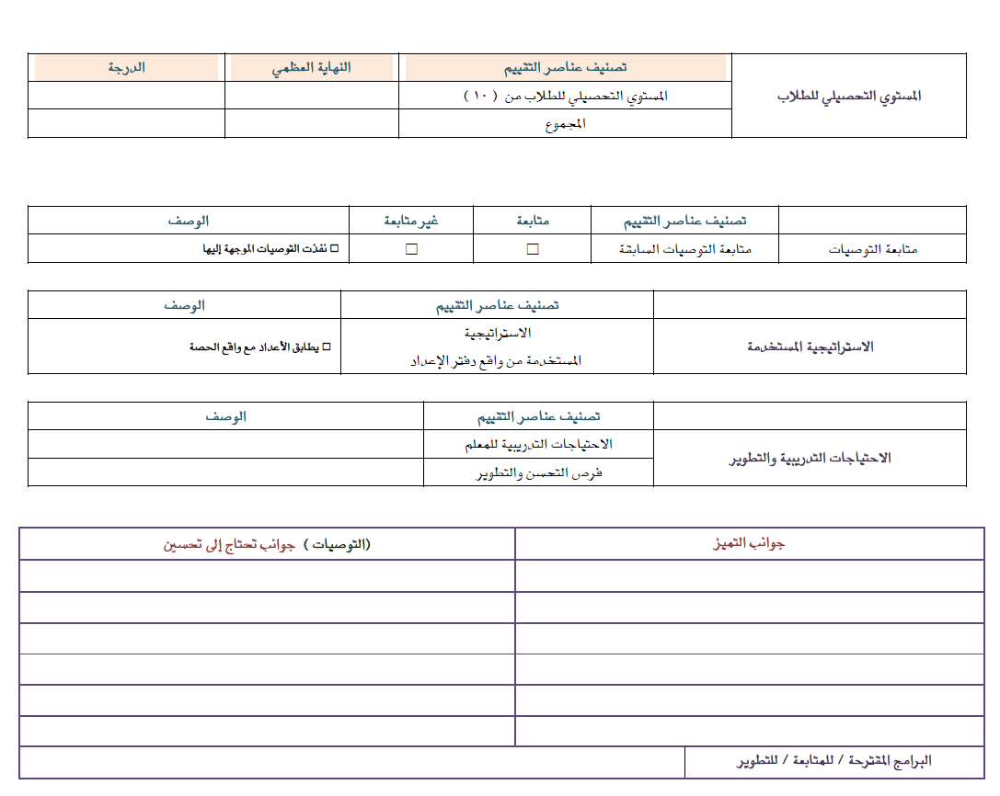 المستوي التحصيلي للطلاب
تصنيف عناصر التقييم
النهاية العظمي
الدرجة
المستوي التحصيلي للطلاب من ( ١٠ )
المجموع
تصنيف عناصر التقييم
متابعة
غير متابعة
الوصف
متابعة التوصيات
متابعة التوصيات السابقة
□
□
□ نفذت التوصيات الموجهة إليها
تصنيف عناصر التقييم
الوصف
الاستراتيجية المستخدمة
الاستراتيجية
المستخدمة من واقع دفتر الإعداد
□ يطابق الأعداد مع واقع الحصة
تصنيف عناصر التقييم
الوصف
الاحتياجات التدريبية والتطوير
الاحتياجات التدريبية للمعلم
فرص التحسن والتطوير
جوانب التميز
(التوصيات ) جوانب تحتاج إلى تحسين
البرامج المقترحة / للمتابعة / للتطوير